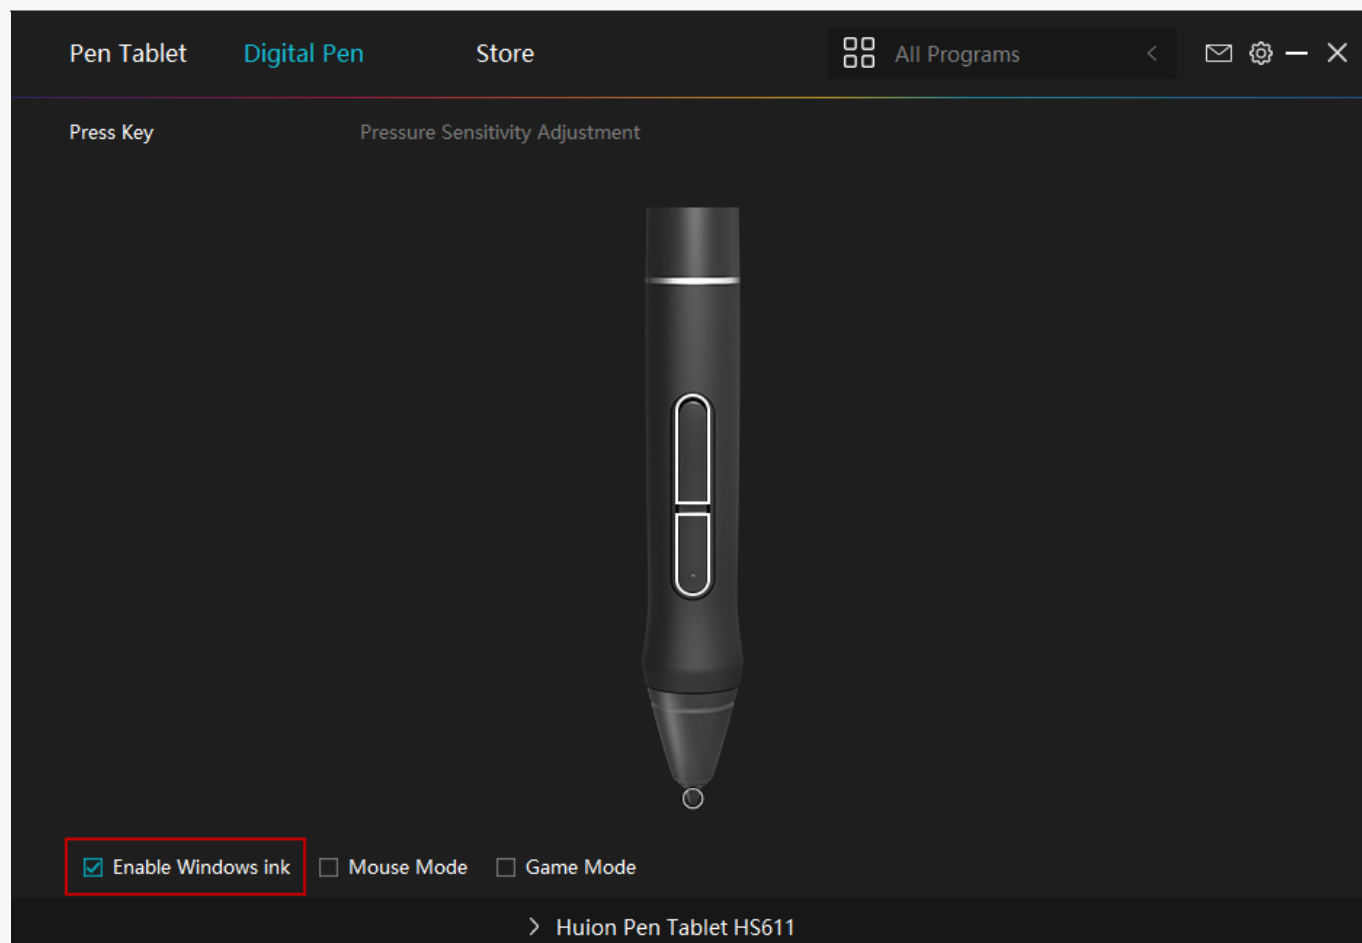 Pen Tablet Digital Pen Store All Programs
Press Key Pressure Sensitivity Adjustment
Enable Windows ink Mouse Mode Game Mode
Huion Pen Tablet HS611